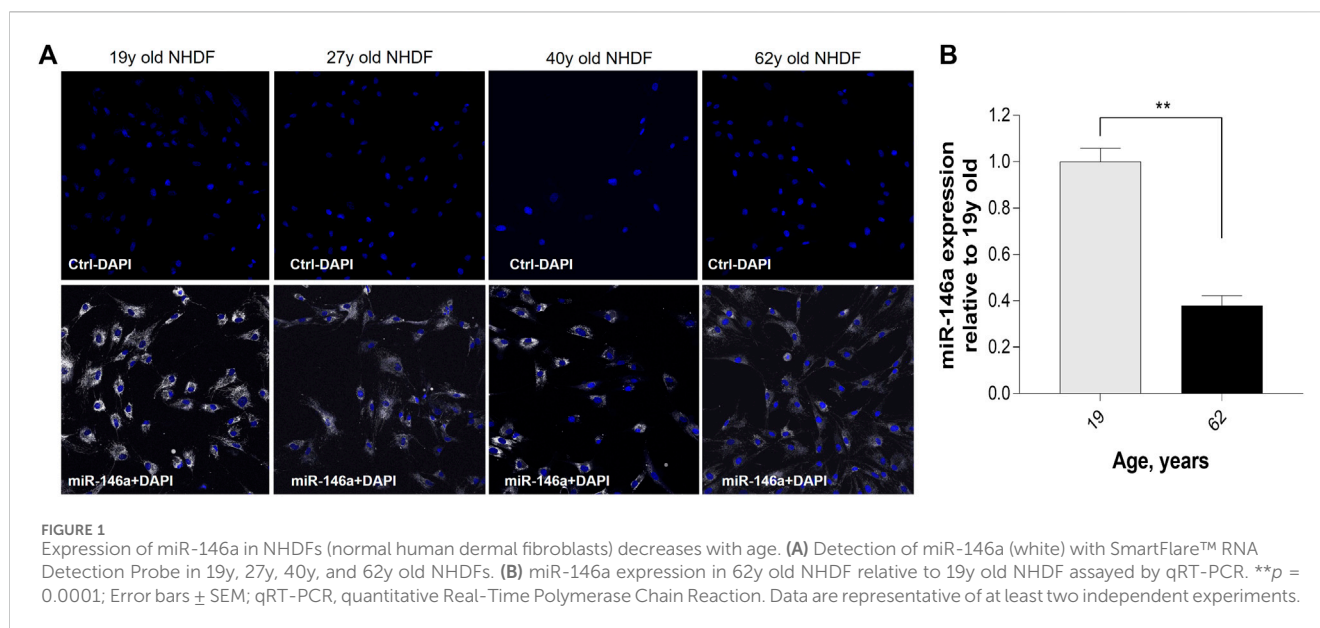 A
19y old NHDF
27y old NHDF
40y old NHDF
62y old NHDF
Ctrl-DAPI
Ctrl-DAPI
Ctrl-DAPI
Ctrl-DAPI
miR-146a+DAPI
miR-146a+DAPI
miR-146a+DAPI
miR-146a+DAPI
B
miR-146a expression
relative to 19y old
1.2
1.0
0.8
0.6
0.4
0.2
0.0
**
19
62
Age, years
FIGURE 1
Expression of miR-146a in NHDFs (normal human dermal fibroblasts) decreases with age. (A) Detection of miR-146a (white) with SmartFlare™ RNA
Detection Probe in 19y, 27y, 40y, and 62y old NHDFs. (B) miR-146a expression in 62y old NHDF relative to 19y old NHDF assayed by qRT-PCR. **p =
0.0001; Error bars ± SEM; qRT-PCR, quantitative Real-Time Polymerase Chain Reaction. Data are representative of at least two independent experiments.